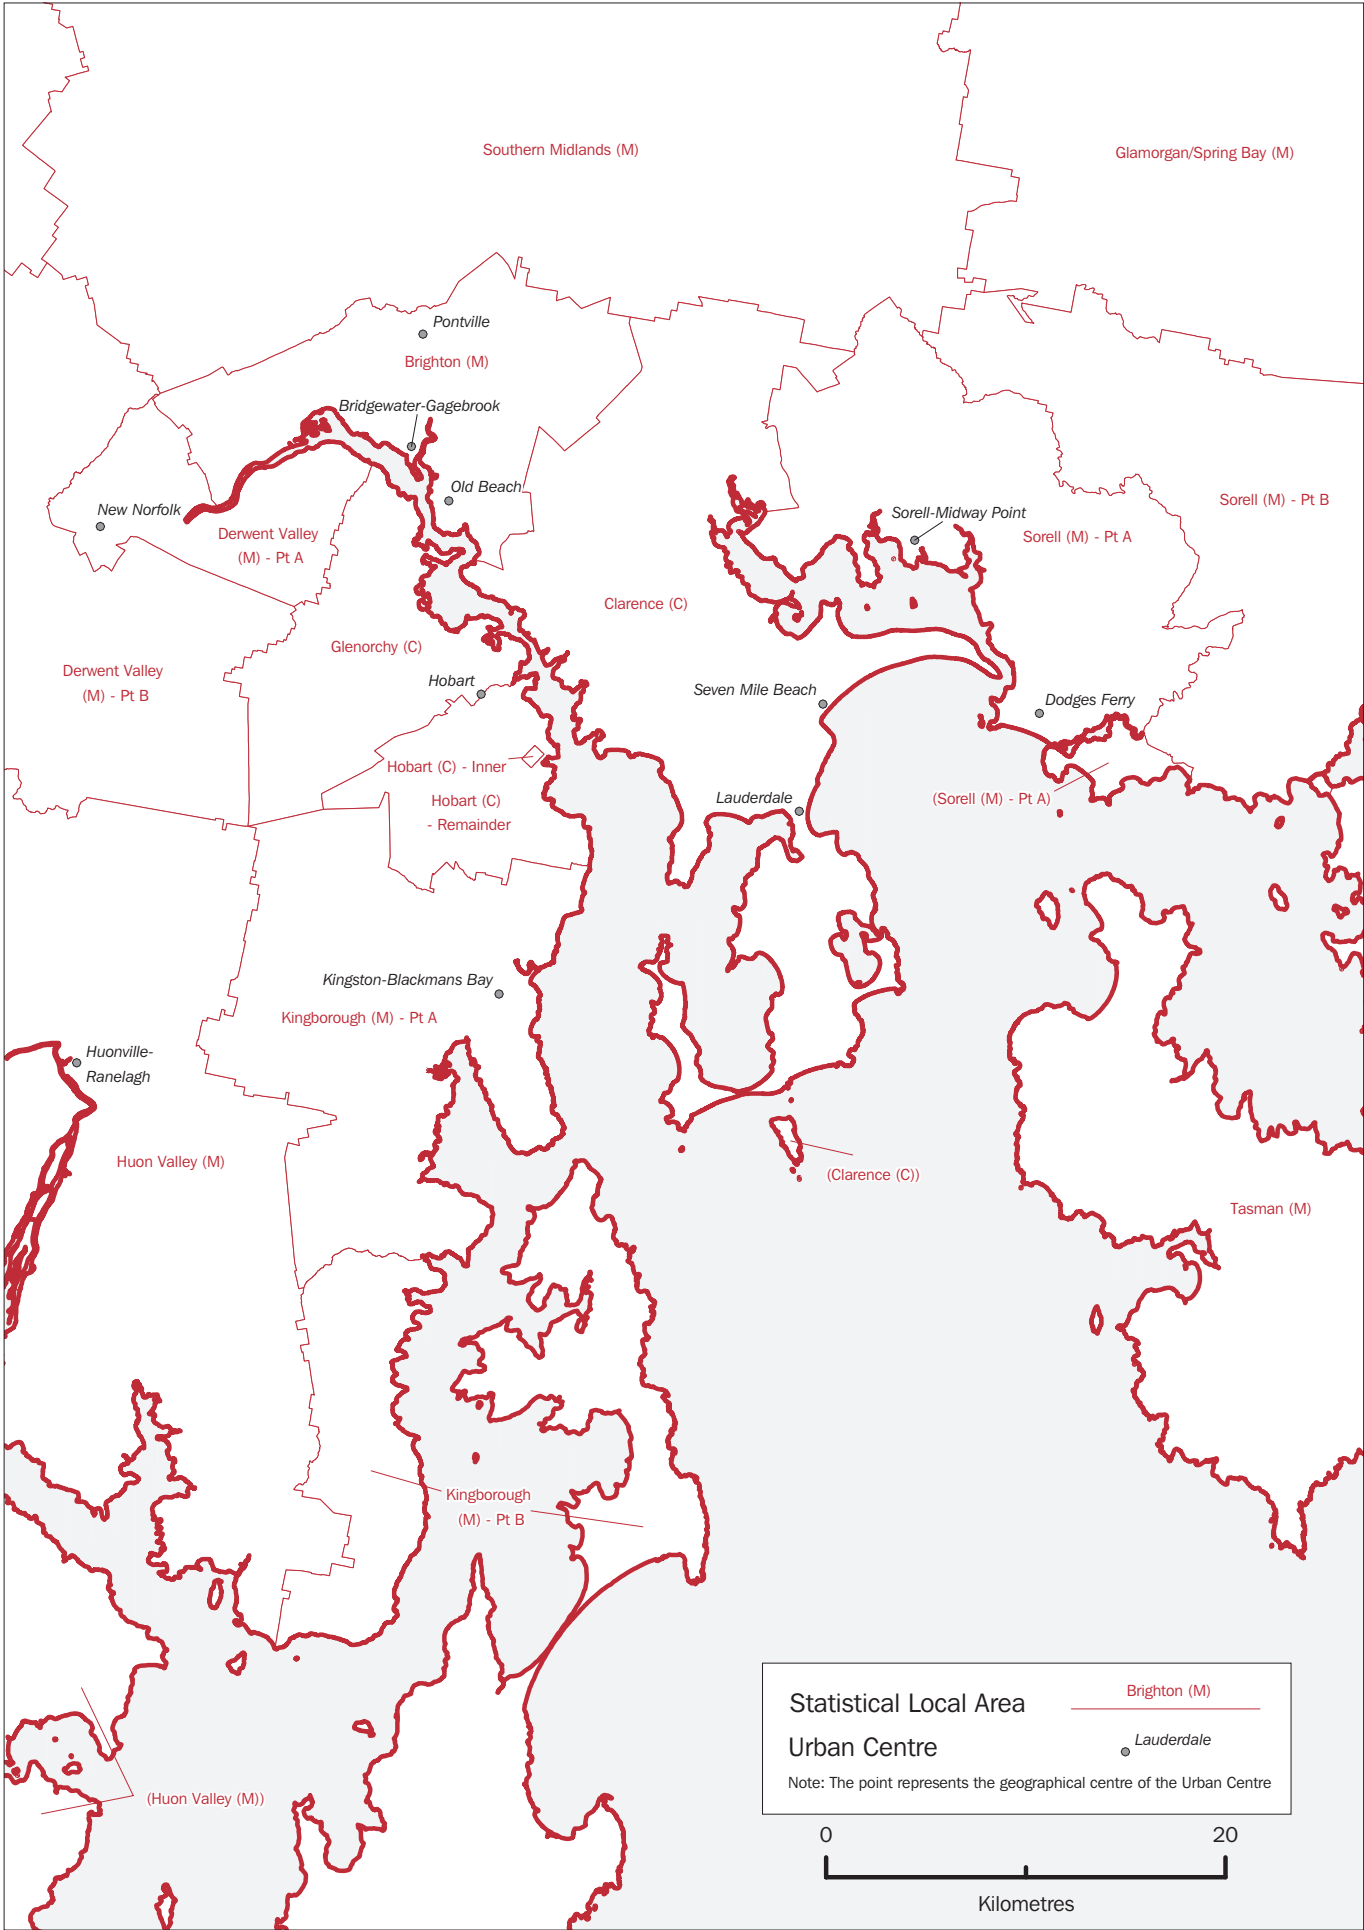 Southern Midlands (M)
Glamorgan/Spring Bay (M)
Pontville
Brighton (M)
Bridgewater-Gagebrook
Old Beach
New Norfolk
Derwent Valley
(M) - Pt A
Sorell-Midway Point
Sorell (M) - Pt B
Sorell (M) - Pt A
Clarence (C)
Glenorchy (C)
Derwent Valley
(M) - Pt B
Hobart
Seven Mile Beach
Dodges Ferry
Hobart (C) - Inner
Hobart (C)
- Remainder
Lauderdale
(Sorell (M) - Pt A)
Kingston-Blackmans Bay
Kingborough (M) - Pt A
Huonville-
Ranelagh
Huon Valley (M)
(Clarence (C))
Tasman (M)
Kingborough
(M) - Pt B
(Huon Valley (M))
Statistical Local Area
Brighton (M)
Urban Centre
Lauderdale
Note: The point represents the geographical centre of the Urban Centre
0
20
Kilometres